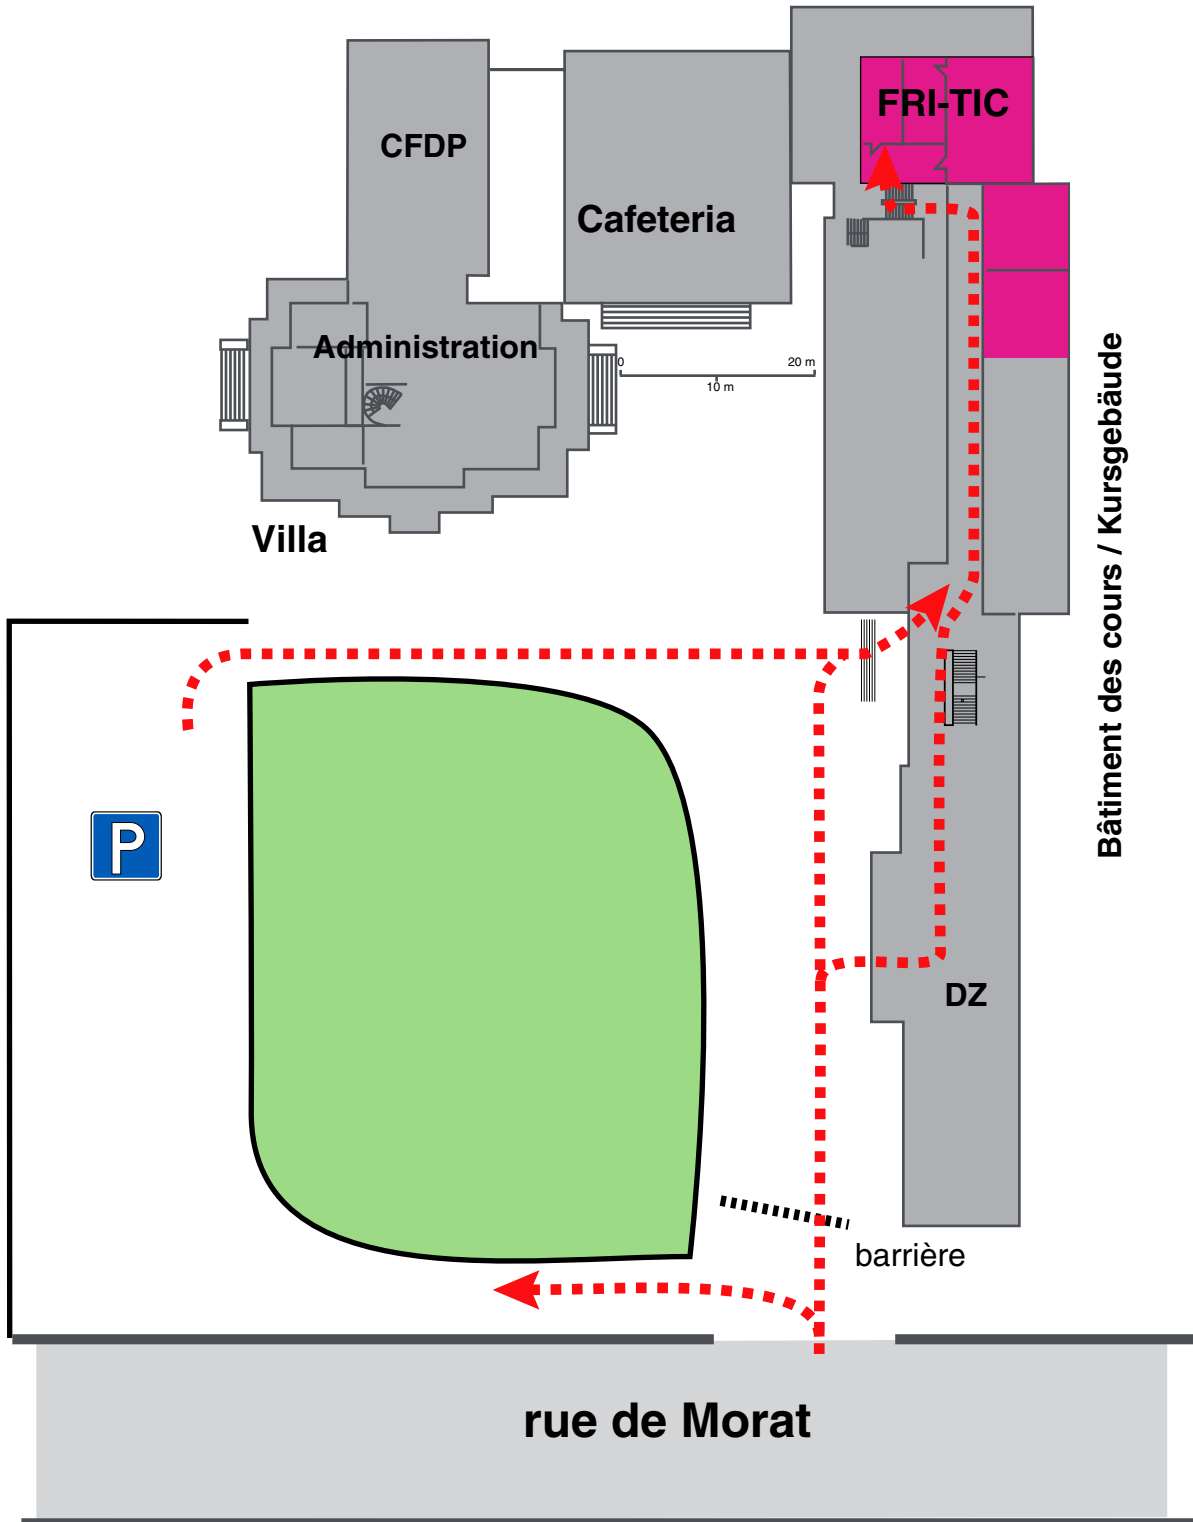 FRI-TIC
CFDP
Cafeteria
Administration
0
20 m
10 m
Villa
Bâtiment des cours / Kursgebäude
P
DZ
barrière
rue de Morat